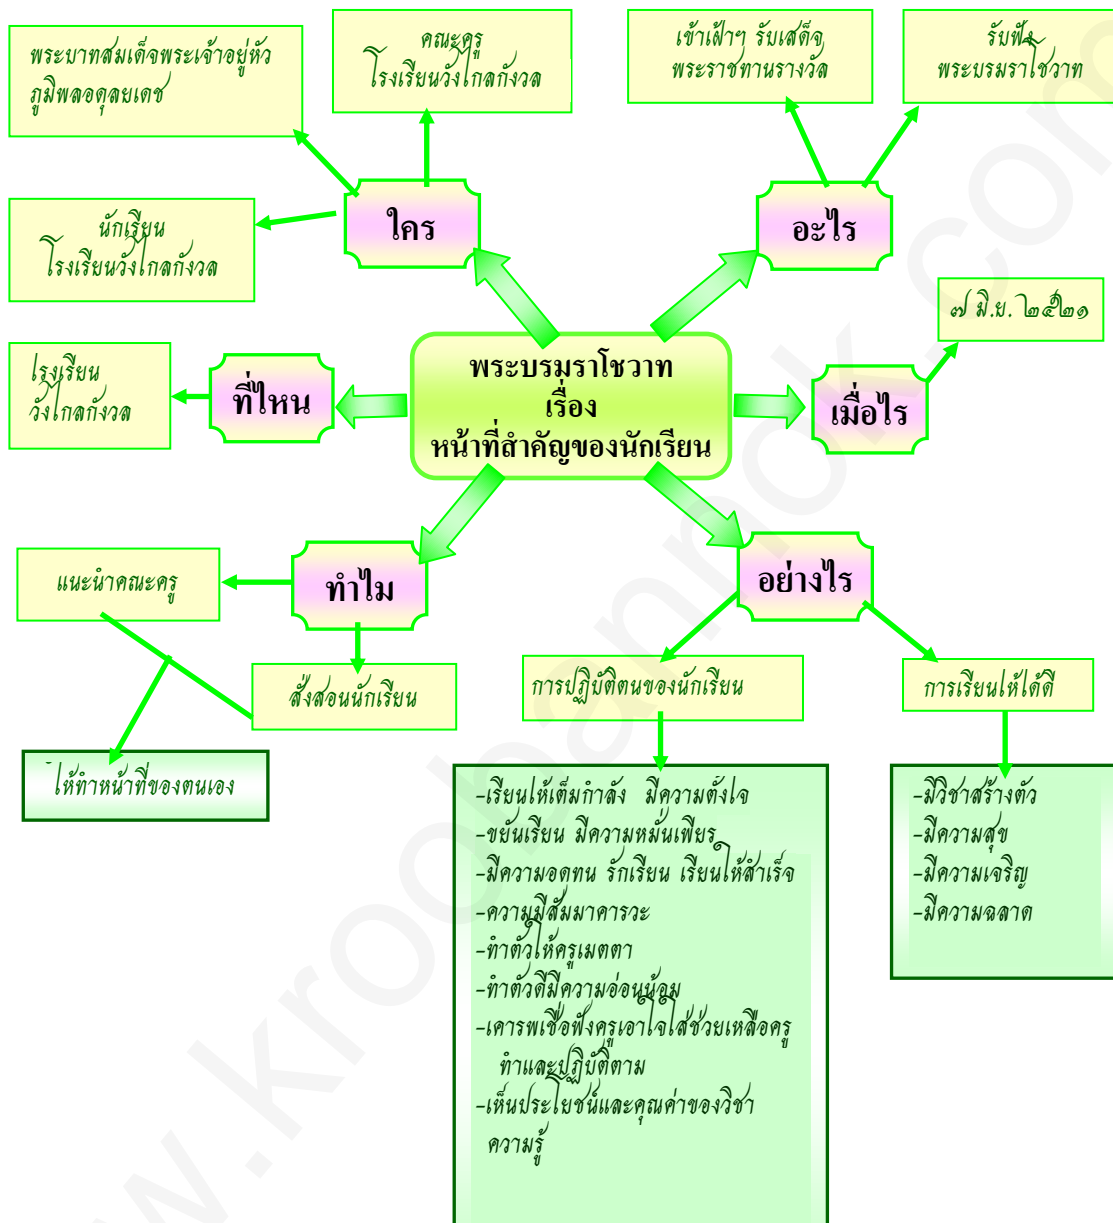 พระบาทสมเด็จพระเจ้าอยู่หัว
ภูมิพลอดุลยเดช
คณะครู
โรงเรียนวังไกลกังวล
เข้าเฝ้าฯ รับเสด็จ
พระราชทานรางวัล
รับฟัง
พระบรมราโชวาท
นักเรียน
โรงเรียนวังไกลกังวล
ใคร
อะไร
๗ มิ.ย. ๒๕๒๑
โรงเรียน
วังไกลกังวล
ที่ไหน
พระบรมราโชวาท
เรื่อง
หน้าที่สำคัญของนักเรียน
เมื่อไร
แนะนำคณะครู
ทำไม
อย่างไร
สั่งสอนนักเรียน
การปฏิบัติตนของนักเรียน
การเรียนให้ได้ดี
ให้ทำหน้าที่ของตนเอง
-เรียนให้เต็มกำลัง มีความตั้งใจ
-ขยันเรียน มีความหมั่นเพียร
-มีความอดทน รักเรียน เรียนให้สำเร็จ
-ความมีสัมมาคารวะ
-ทำตัวให้ครูเมตตา
-ทำตัวดีมีความอ่อนน้อม
-เคารพเชื่อฟังครูเอาใจใส่ช่วยเหลือครู
ทำและปฏิบัติตาม
-เห็นประโยชน์และคุณค่าของวิชา
ความรู้
-มีวิชาสร้างตัว
-มีความสุข
-มีความเจริญ
-มีความฉลาด
www.kroobannok.com